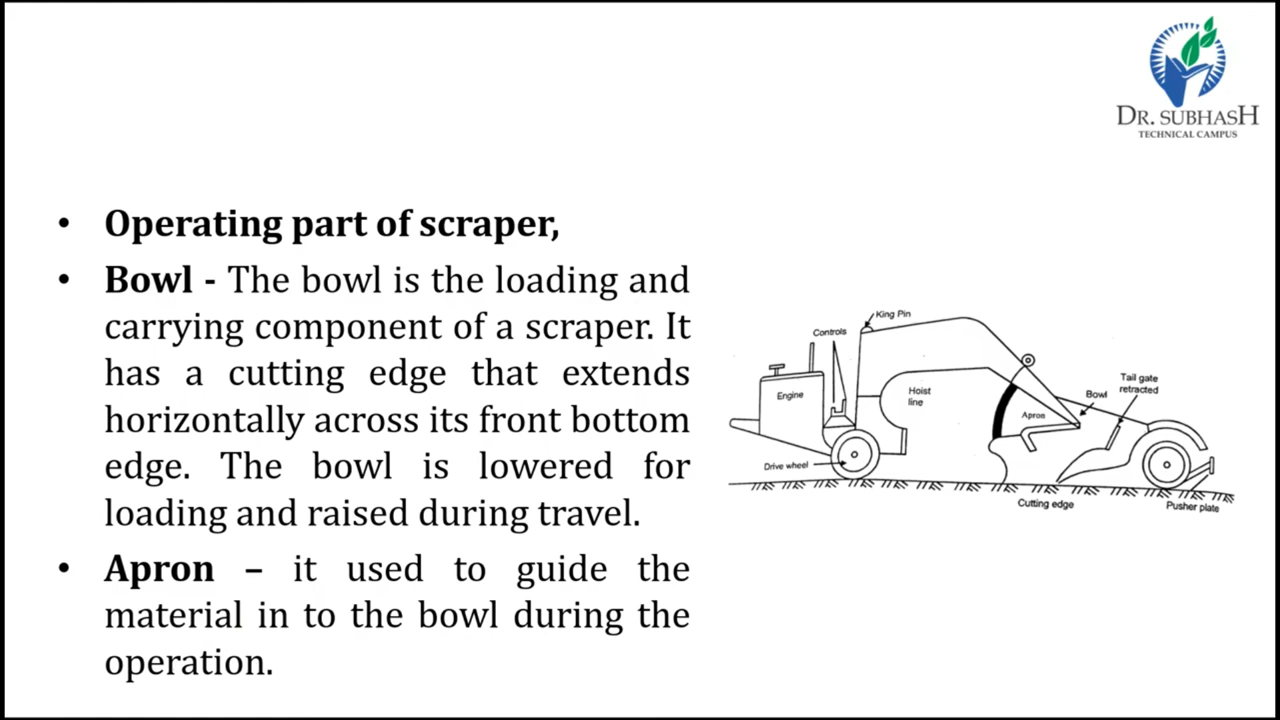 DR. SUBHASH
TECHNICAL CAMPUS
• Operating part of scraper,
• Bowl - The bowl is the loading and
carrying component of a scraper. It
has a cutting edge that extends
horizontally across its front bottom
edge. The bowl is lowered for
loading and raised during travel.
• Apron – it used to guide the
material in to the bowl during the
operation.
King Pin
Controls
Tail gate
retracted
Engine
Hoist
line
Bowl
Apron
Drive wheel
Cutting edge
Pusher plate